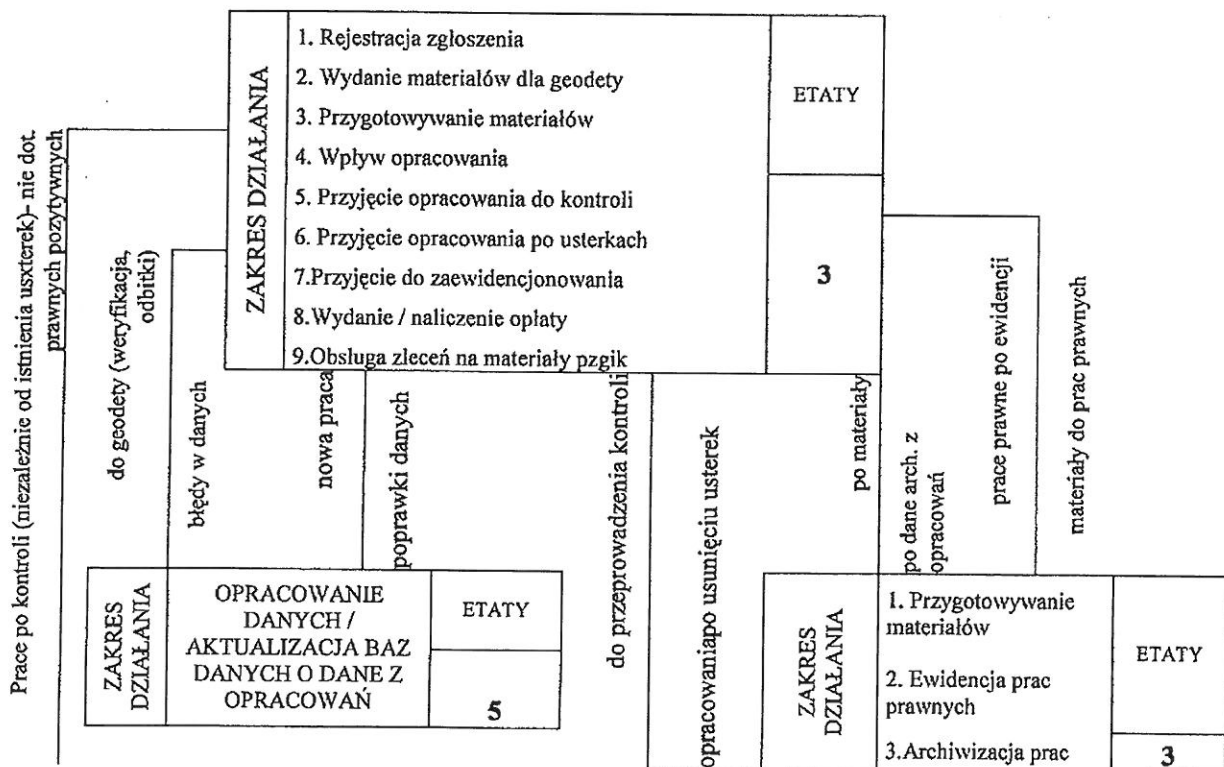 ZAKRES DZIAŁANIA
1. Rejestracja zgłoszenia
2. Wydanie materiałów dla geodety
3. Przygotowywanie materiałów
4. Wpływ opracowania
5. Przyjęcie opracowania do kontroli
6. Przyjęcie opracowania po usterkach
7.Przyjęcie do zaewidencjonowania
8.Wydanie / naliczenie opłaty
9.Obsługa zleceń na materiały pzgik
ETATY
3
Prace po kontroli (niezależnie od istnienia usxterek)- nie dot.
prawnych pozytywnych
do geodety (weryfikacja,
odbitki)
błędy w danych
nowa praca
poprawki danych
do przeprowadzenia kontroli
opracowaniapo usunięciu usterek
po materiały
po dane arch. z
opracowań
prace prawne po ewidencji
materiały do prac prawnych
ZAKRES
DZIAŁANIA
OPRACOWANIE
DANYCH /
AKTUALIZACJA BAZ
DANYCH O DANE Z
OPRACOWAŃ
ETATY
5
ZAKRES
DZIAŁANIA
1. Przygotowywanie
materiałów
2. Ewidencja prac
prawnych
3.Archiwizacja prac
ETATY
3